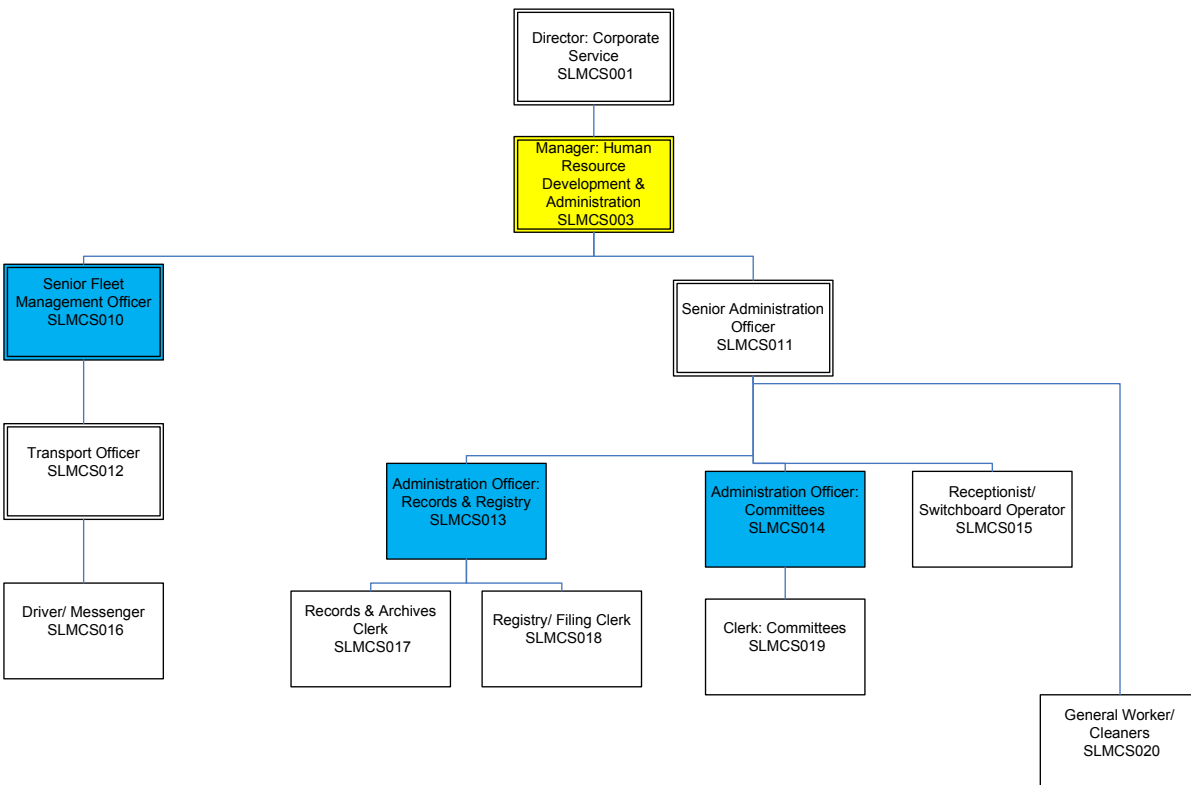 Director: Corporate
Service
SLMCS001
Manager: Human
Resource
Development &
Administration
SLMCS003
Senior Fleet
Management Officer
SLMCS010
Senior Administration
Officer
SLMCS011
Transport Officer
SLMCS012
Administration Officer:
Records & Registry
SLMCS013
Administration Officer:
Committees
SLMCS014
Receptionist/
Switchboard Operator
SLMCS015
Driver/ Messenger
SLMCS016
Records & Archives
Clerk
SLMCS017
Registry/ Filing Clerk
SLMCS018
Clerk: Committees
SLMCS019
General Worker/
Cleaners
SLMCS020